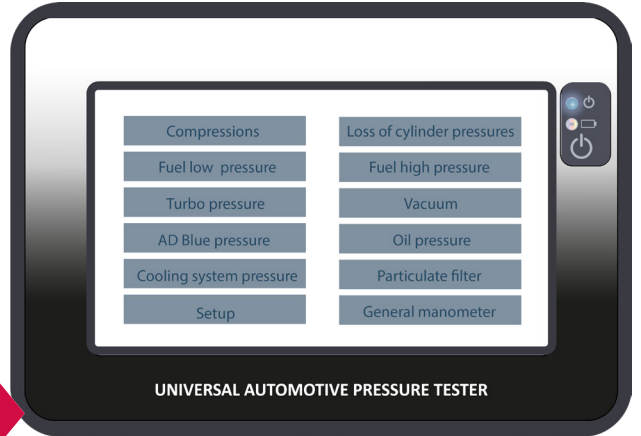 Compressions
Loss of cylinder pressures
Fuel low pressure
Fuel high pressure
Turbo pressure
Vacuum
AD Blue pressure
Oil pressure
Cooling system pressure
Particulate filter
Setup
General manometer
UNIVERSAL AUTOMOTIVE PRESSURE TESTER